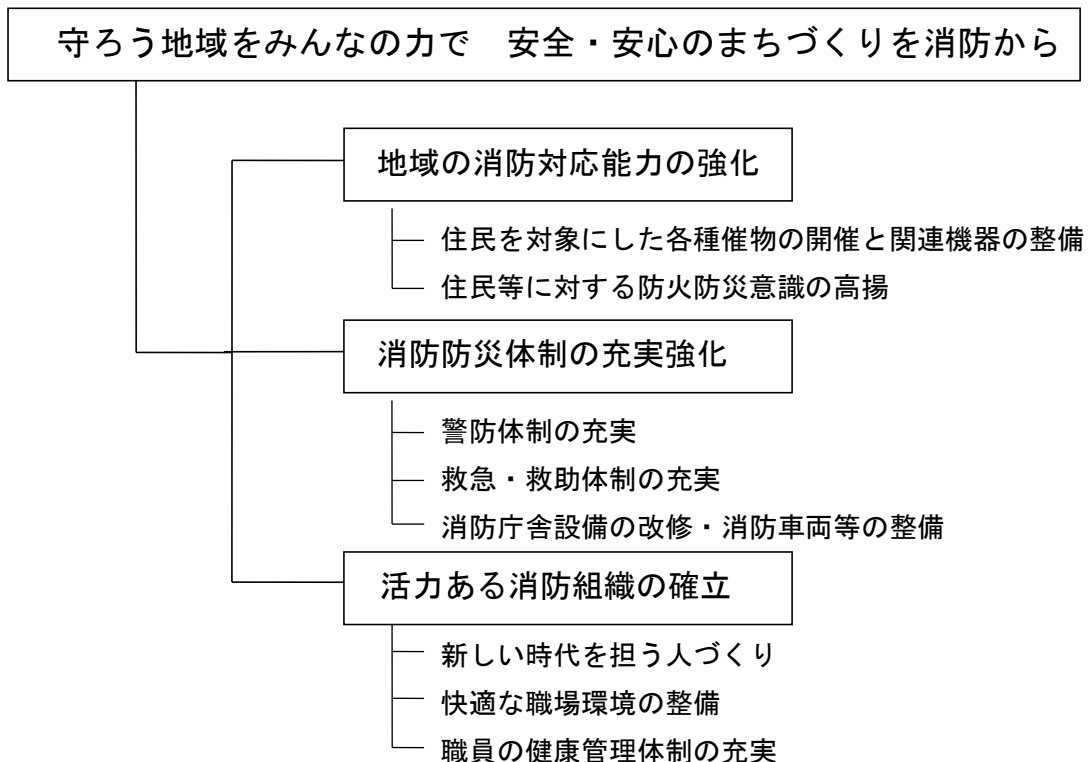 守ろう地域をみんなの力で　安全・安心のまちづくりを消防から
地域の消防対応能力の強化
住民を対象にした各種催物の開催と関連機器の整備
住民等に対する防火防災意識の高揚
消防防災体制の充実強化
警防体制の充実
救急・救助体制の充実
消防庁舎設備の改修・消防車両等の整備
活力ある消防組織の確立
新しい時代を担う人づくり
快適な職場環境の整備
職員の健康管理体制の充実